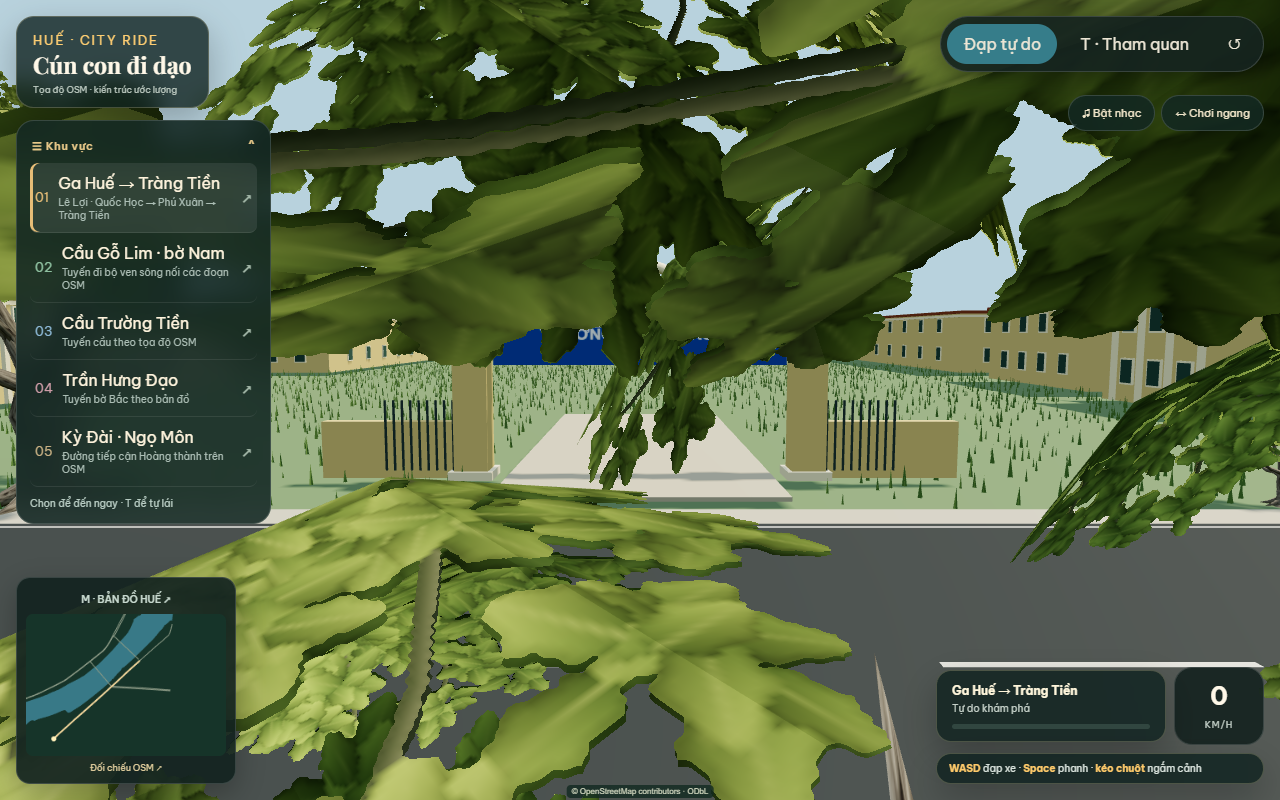 HUẾ · CITY RIDE
Cún con đi dạo
Tọa độ OSM · kiến trúc ước lượng
Đạp tự do
T · Tham quan
↺
♫ Bật nhạc
↔ Chơi ngang
☰ Khu vực
^
01
Ga Huế → Tràng Tiền
Lê Lợi · Quốc Học → Phú Xuân →
Tràng Tiền
↗
02
Cầu Gỗ Lim · bờ Nam
Tuyến đi bộ ven sông nối các đoạn
OSM
↗
03
Cầu Trường Tiền
Tuyến cầu theo tọa độ OSM
↗
04
Trần Hưng Đạo
Tuyến bờ Bắc theo bản đồ
↗
05
Kỳ Đài · Ngọ Môn
Đường tiếp cận Hoàng thành trên
OSM
↗
Chọn để đến ngay · T để tự lái
M · BẢN ĐỒ HUẾ ↗
Đối chiếu OSM ↗
Ga Huế → Tràng Tiền
Tự do khám phá
0
KM/H
WASD đạp xe · Space phanh · kéo chuột ngắm cảnh
© OpenStreetMap contributors · ODbL